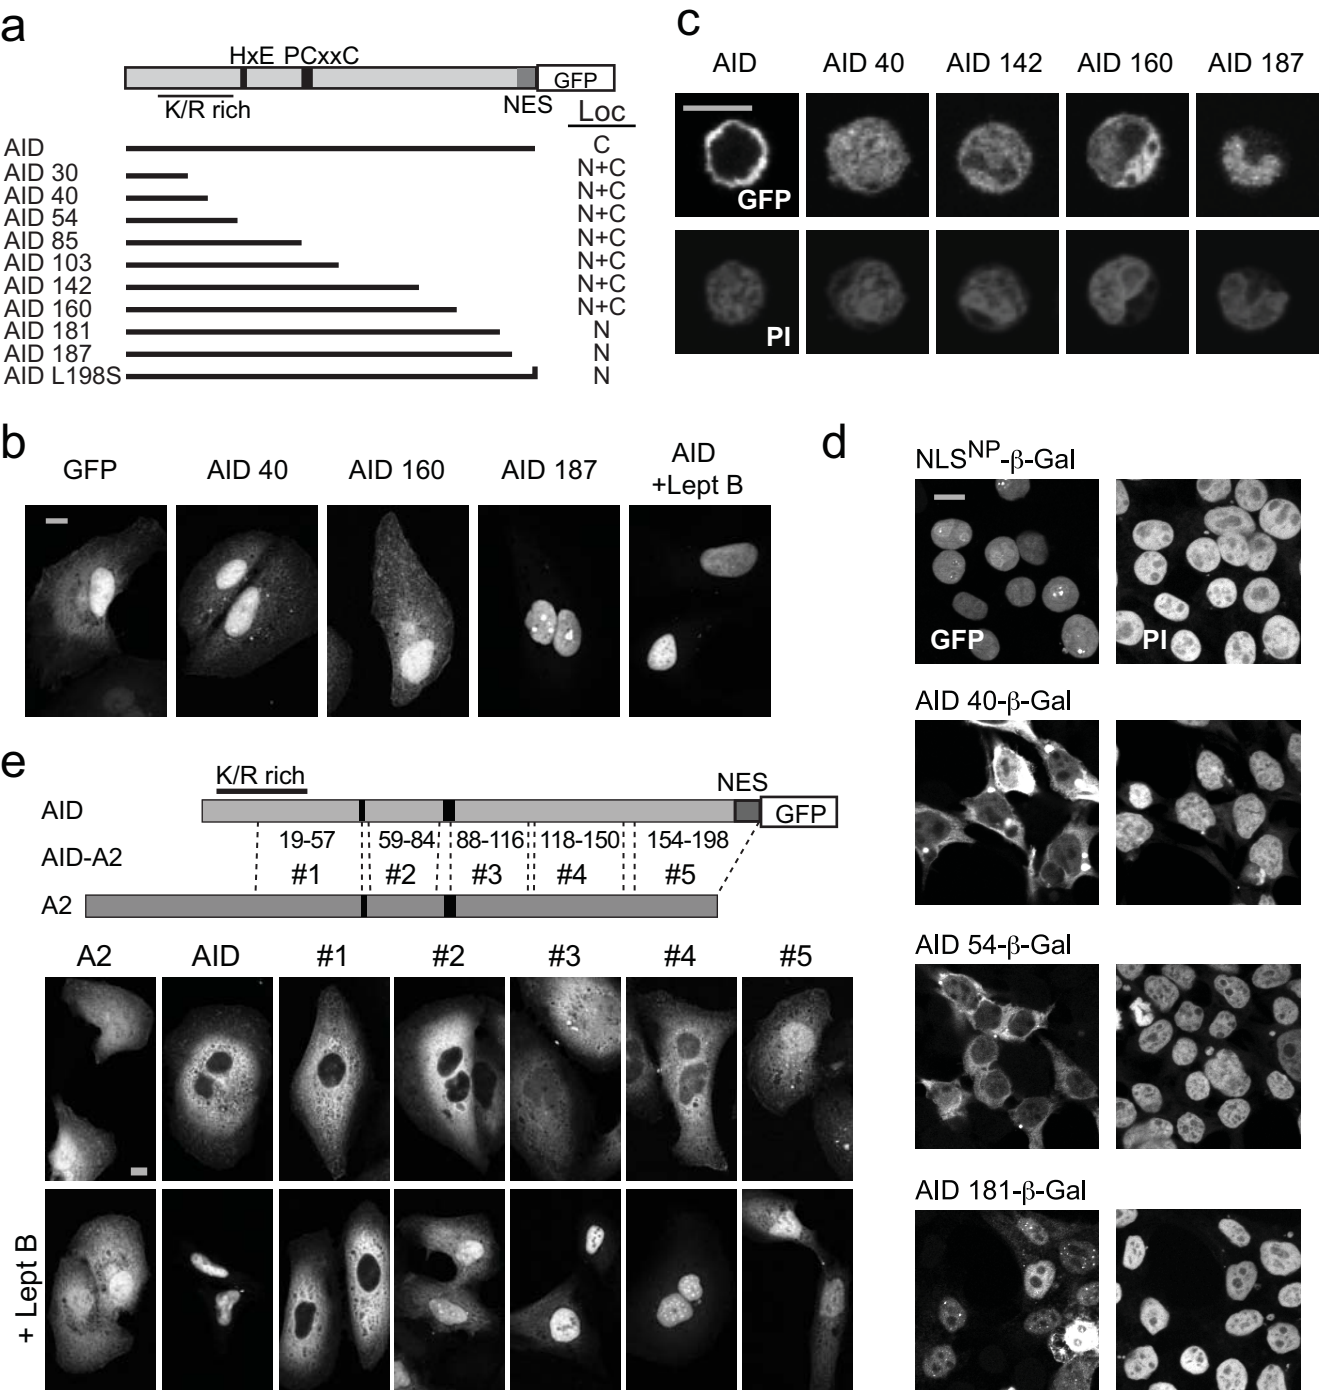 a
HxE PCxxC
GFP
K/R rich
NES
Loc
AID C
AID 30 N+C
AID 40 N+C
AID 54 N+C
AID 85 N+C
AID 103 N+C
AID 142 N+C
AID 160 N+C
AID 181 N
AID 187 N
AID L198S N
b
GFP
AID 40
AID 160
AID 187
AID
+Lept B
c
AID
AID 40
AID 142
AID 160
AID 187
GFP
PI
d
NLSᴺᴾ-β-Gal
GFP
PI
AID 40-β-Gal
AID 54-β-Gal
AID 181-β-Gal
e
K/R rich
NES
AID
GFP
19-57 59-84 88-116 118-150 154-198
AID-A2
#1 #2 #3 #4 #5
A2
A2 AID #1 #2 #3 #4 #5
+ Lept B